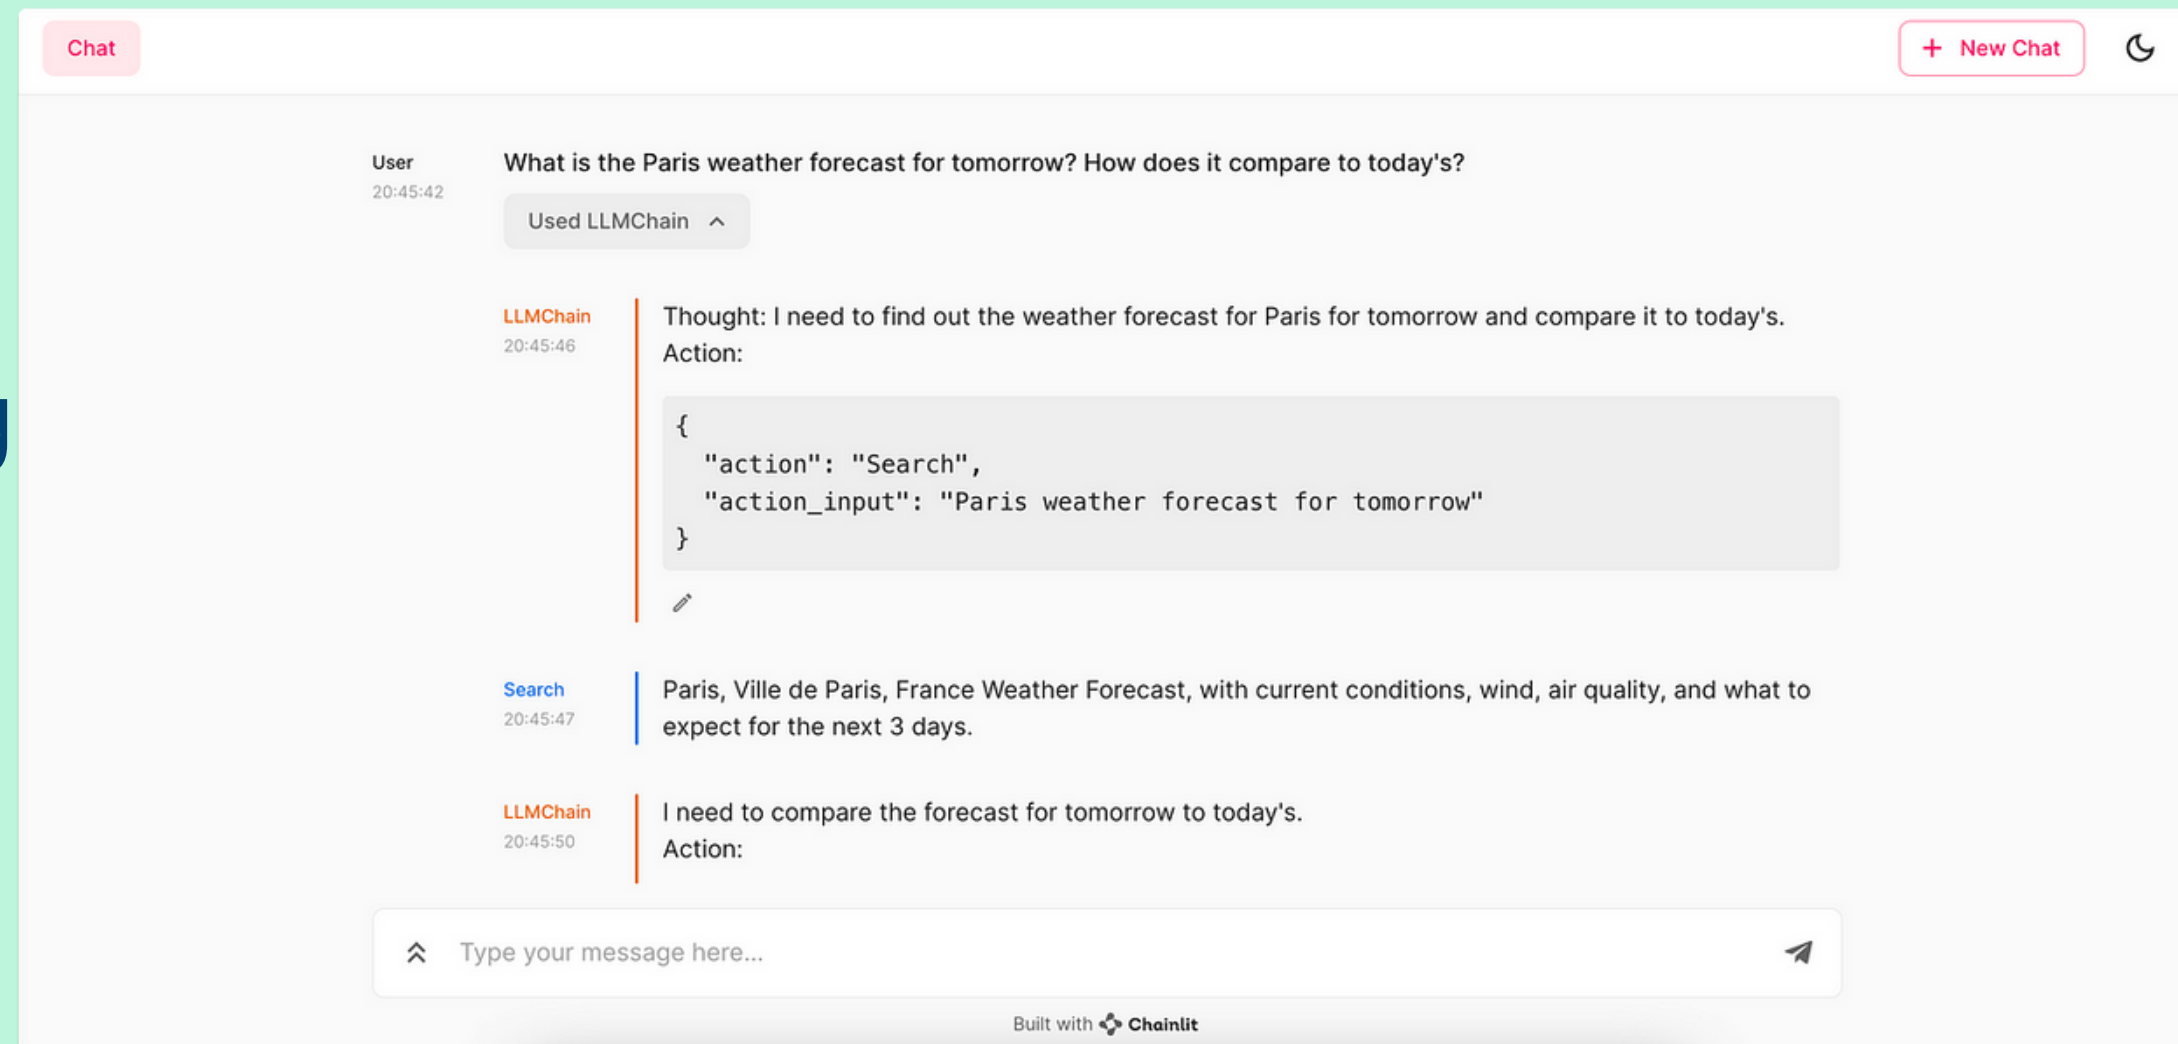 Chat
+ New Chat
User
What is the Paris weather forecast for tomorrow? How does it compare to today's?
20:45:42
Used LLMChain
LLMChain
20:45:46
Thought: I need to find out the weather forecast for Paris for tomorrow and compare it to today's.
Action:
{
"action": "Search",
"action_input": "Paris weather forecast for tomorrow"
}
Search
20:45:47
Paris, Ville de Paris, France Weather Forecast, with current conditions, wind, air quality, and what to
expect for the next 3 days.
LLMChain
20:45:50
I need to compare the forecast for tomorrow to today's.
Action:
Type your message here...
Built with Chainlit